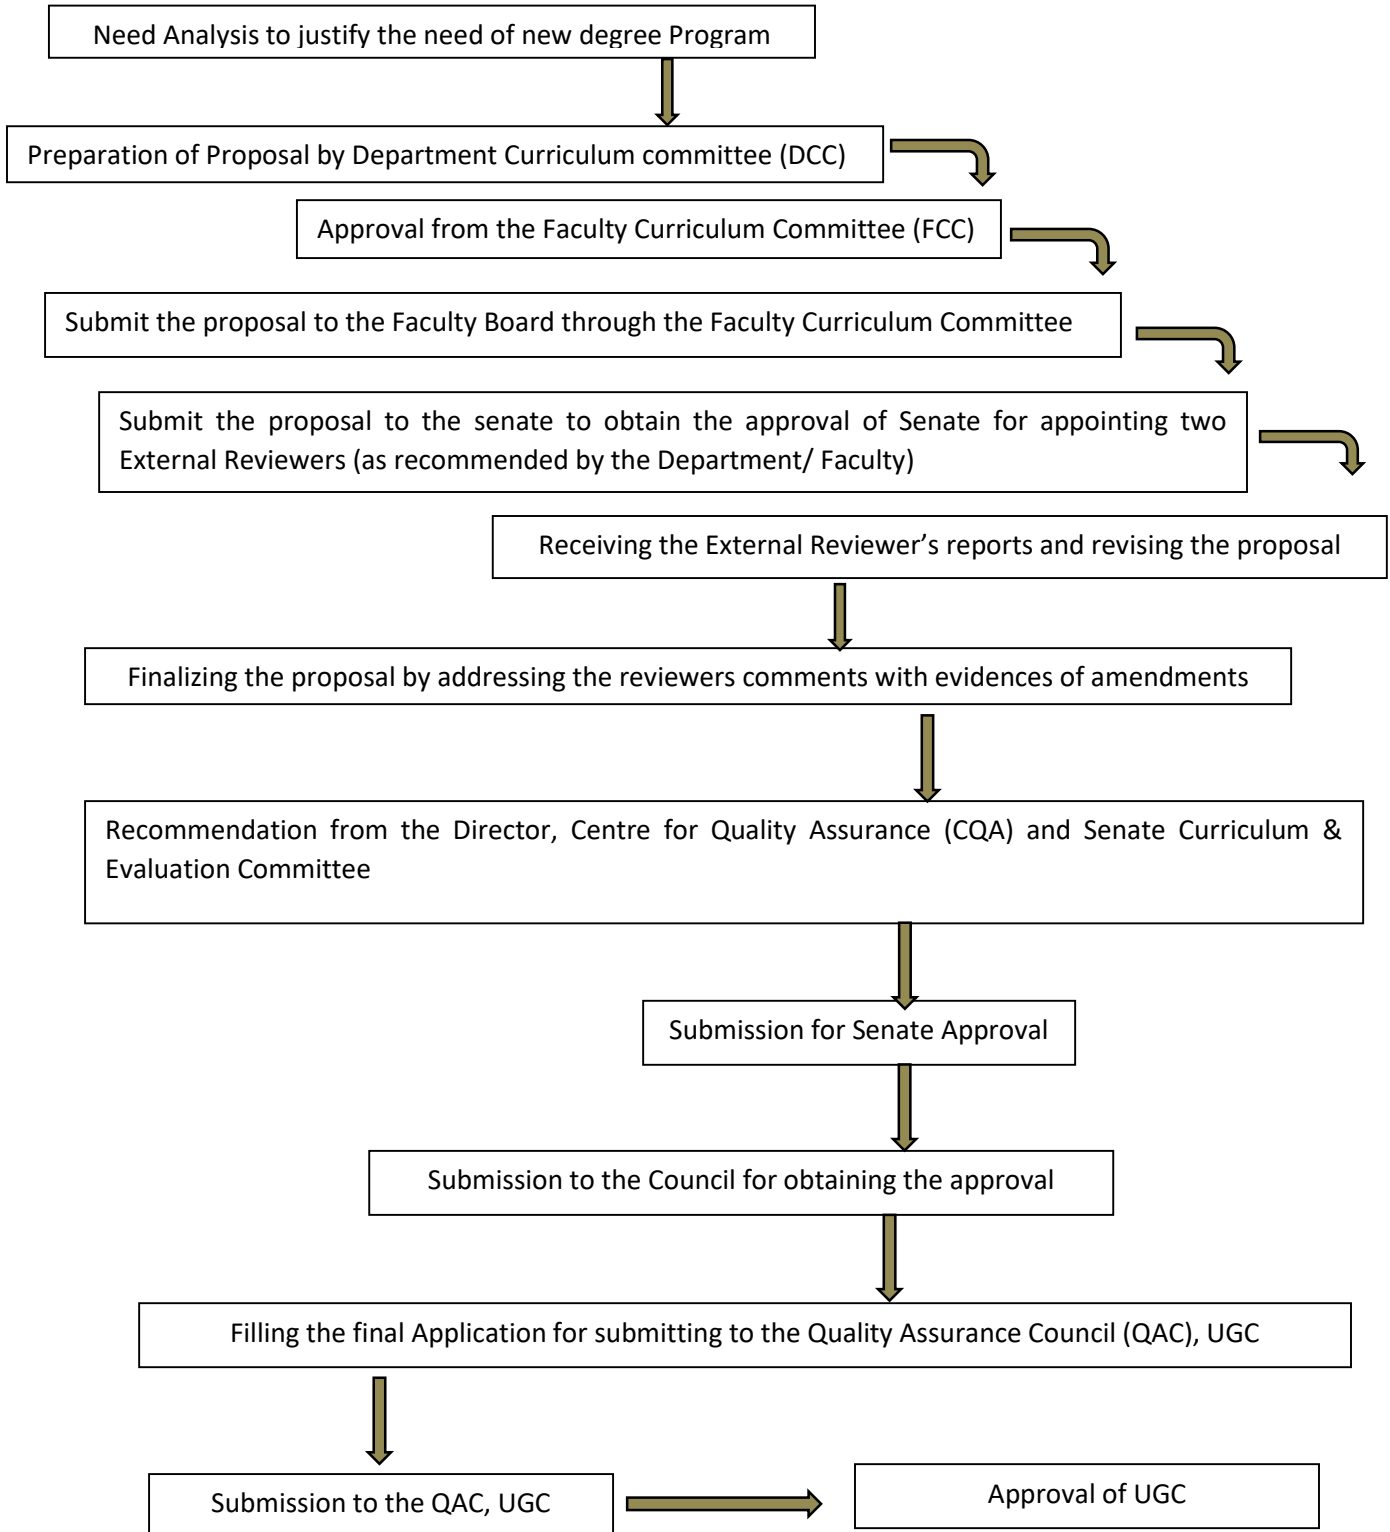 Need Analysis to justify the need of new degree Program
Preparation of Proposal by Department Curriculum committee (DCC)
Approval from the Faculty Curriculum Committee (FCC)
Submit the proposal to the Faculty Board through the Faculty Curriculum Committee
Submit the proposal to the senate to obtain the approval of Senate for appointing two
External Reviewers (as recommended by the Department/ Faculty)
Receiving the External Reviewer’s reports and revising the proposal
Finalizing the proposal by addressing the reviewers comments with evidences of amendments
Recommendation from the Director, Centre for Quality Assurance (CQA) and Senate Curriculum &
Evaluation Committee
Submission for Senate Approval
Submission to the Council for obtaining the approval
Filling the final Application for submitting to the Quality Assurance Council (QAC), UGC
Submission to the QAC, UGC
Approval of UGC